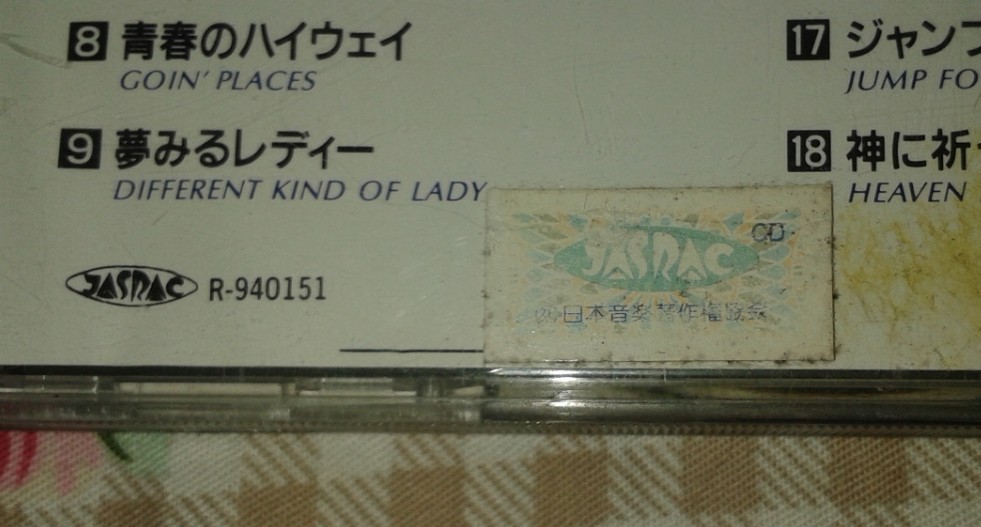 8 青春のハイウェイ
GOIN' PLACES
9 夢みるレディー
DIFFERENT KIND OF LADY
JASRAC R-940151
17 ジャンプ
JUMP FO
18 神に祈
HEAVEN
CD
JASRAC
日本音楽著作権協会